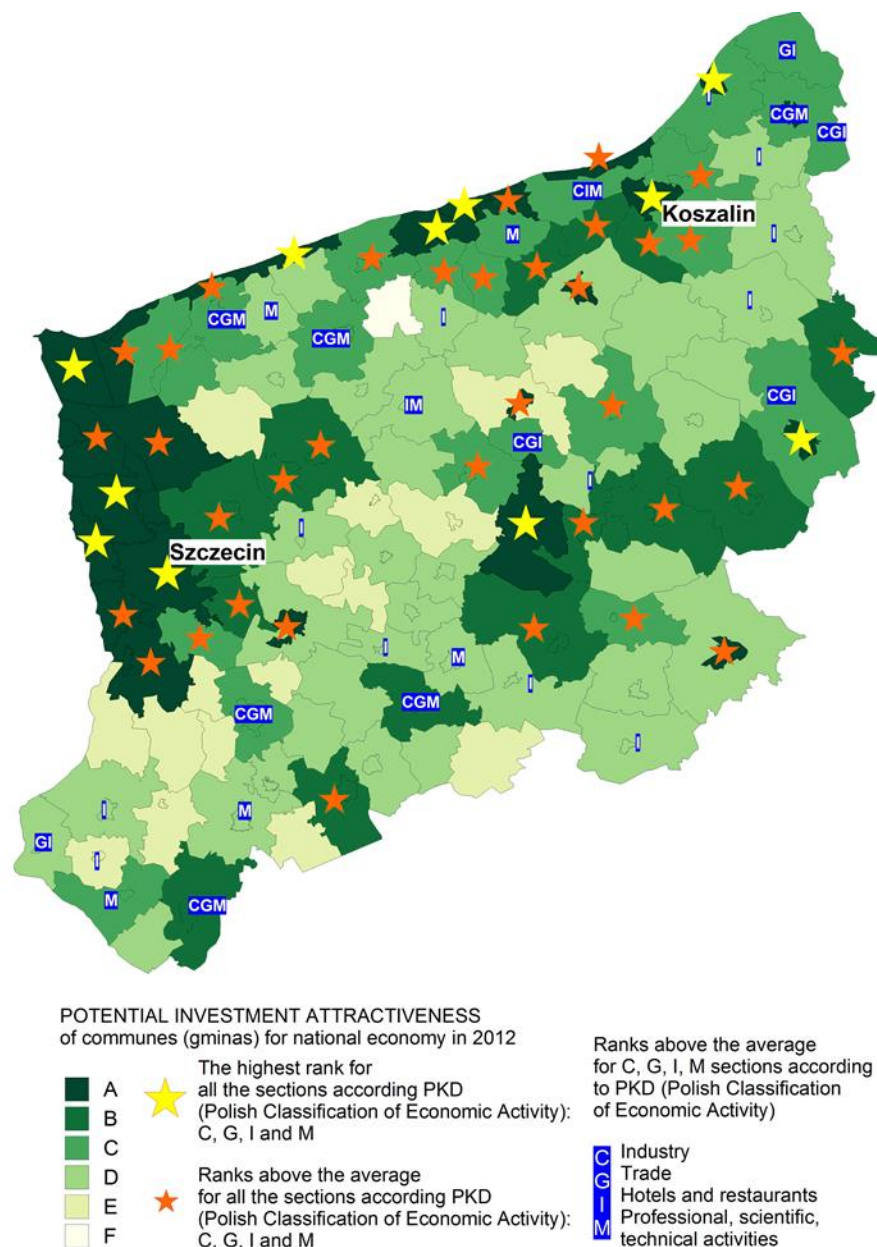 GI
I
CGM
CGI
I
CIM
Koszalin
M
I
CGM
M
I
I
CGM
IM
CGI
CGI
I
I
Szczecin
I
M
I
CGM
CGM
I
I
M
GI
I
M
CGM
POTENTIAL INVESTMENT ATTRACTIVENESS
of communes (gminas) for national economy in 2012
A
B
C
D
E
F
The highest rank for
all the sections according PKD
(Polish Classification of Economic Activity):
C, G, I and M
Ranks above the average
for all the sections according PKD
(Polish Classification of Economic Activity):
C, G, I and M
Ranks above the average
for C, G, I, M sections according
to PKD (Polish Classification
of Economic Activity)
C Industry
G Trade
I Hotels and restaurants
M Professional, scientific,
technical activities